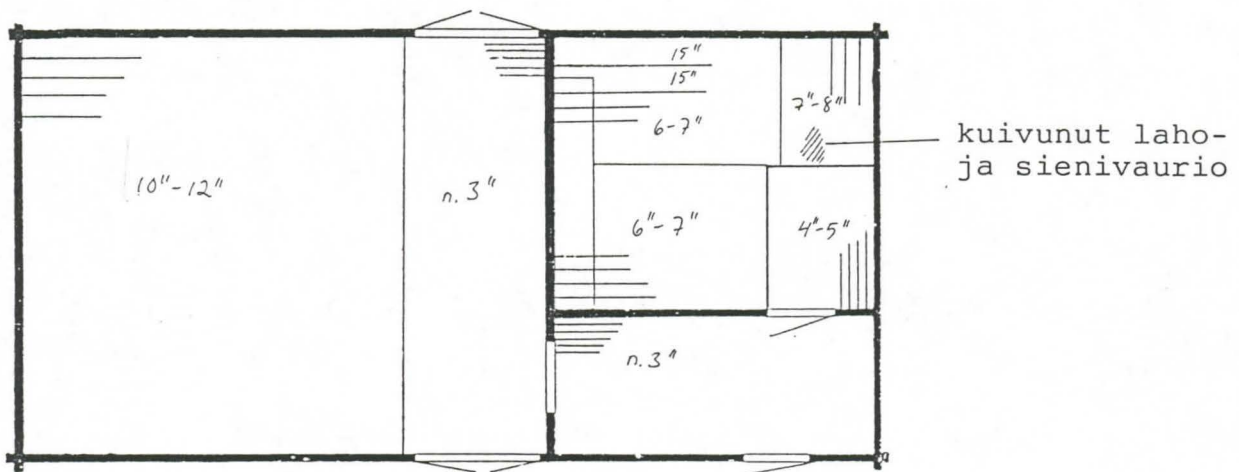 15"
15"
7"-8"
6-7"
kuivunut laho-
ja sienivaurio
10"-12"
n. 3"
6"-7"
4"-5"
n. 3"